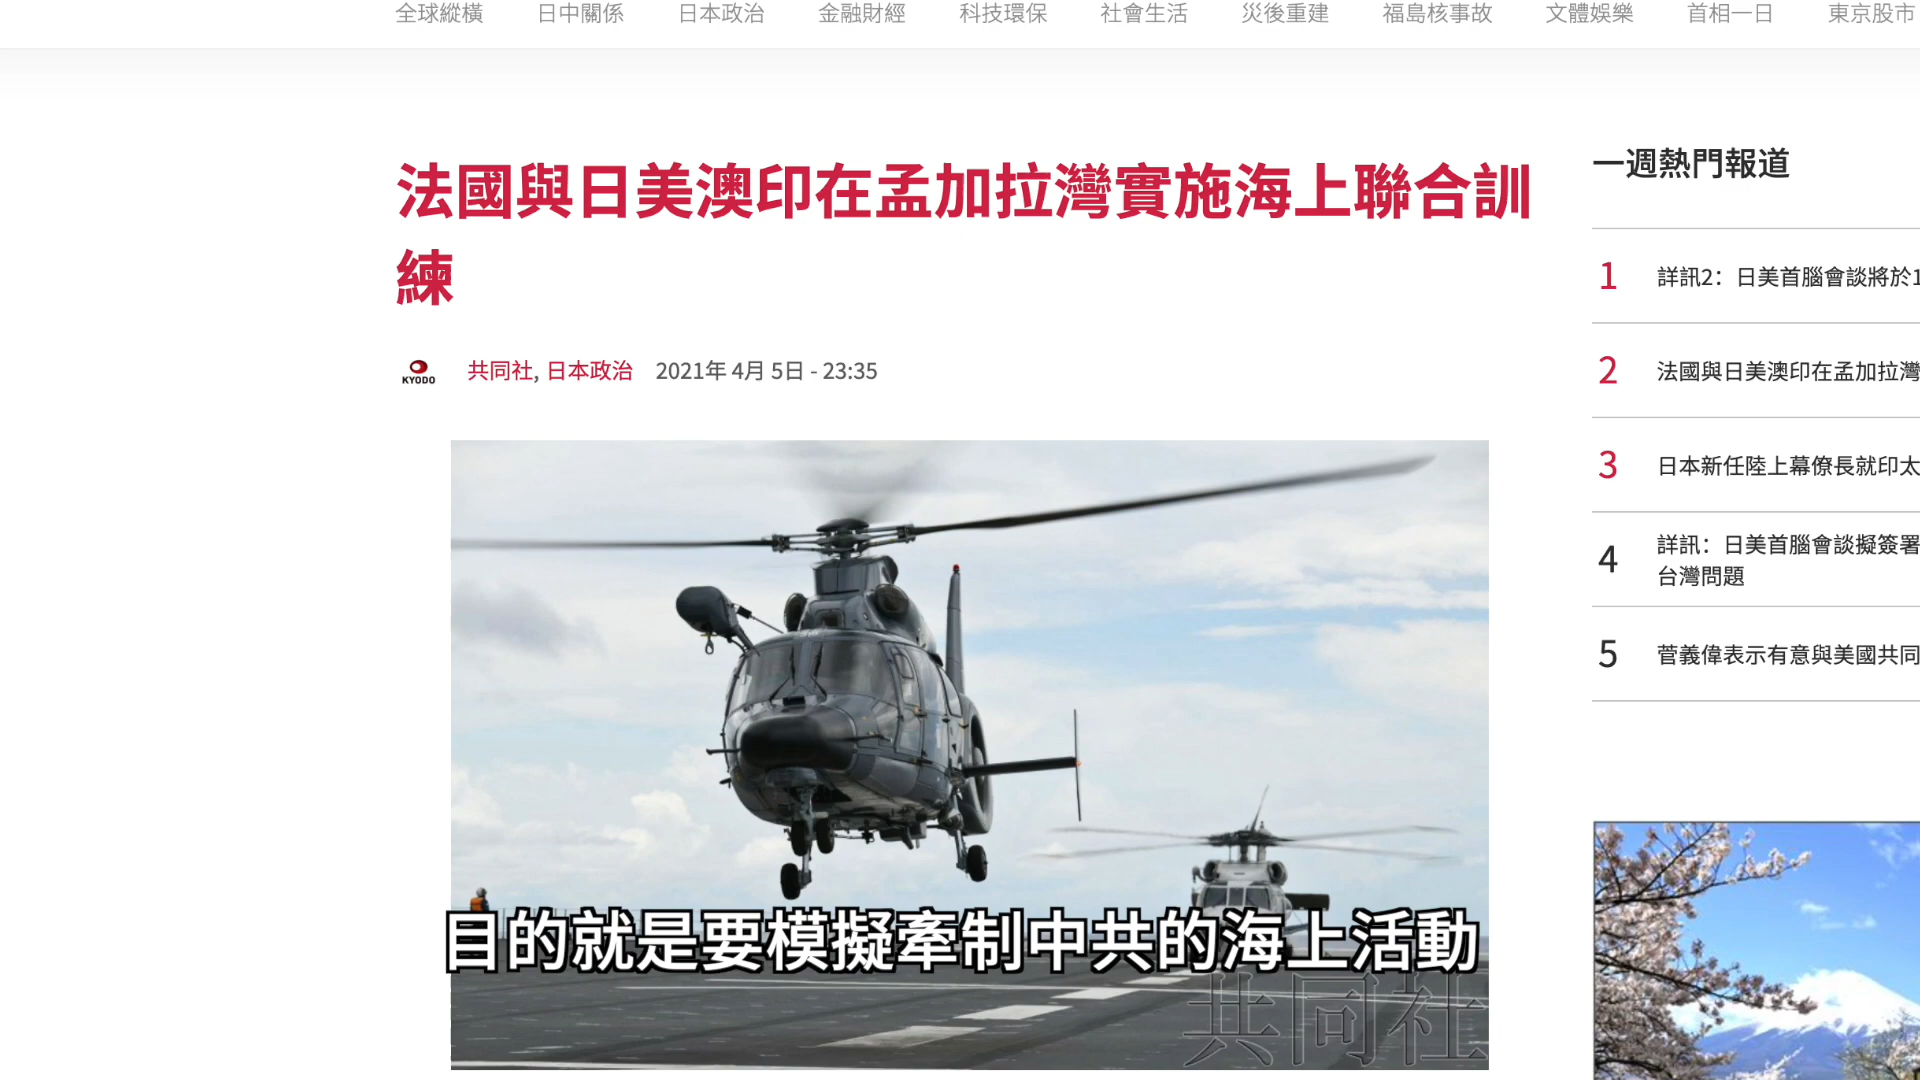 全球縱橫 日中關係 日本政治 金融財經 科技環保 社會生活 災後重建 福島核事故 文體娛樂 首相一日 東京股市
法國與日美澳印在孟加拉灣實施海上聯合訓
練
KYODO 共同社, 日本政治 2021年 4月 5日 - 23:35
目的就是要模擬牽制中共的海上活動
共同社
一週熱門報道
1 詳訊2：日美首腦會談將於1
2 法國與日美澳印在孟加拉灣
3 日本新任陸上幕僚長就印太
4 詳訊：日美首腦會談擬簽署
台灣問題
5 菅義偉表示有意與美國共同